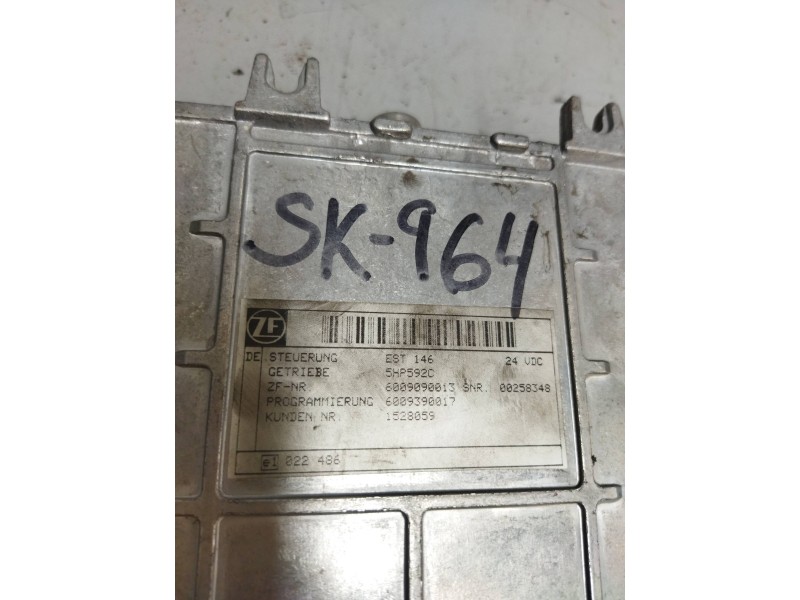 SK-964
ZF
DE. STEUERUNG EST 146 24 VDC
GETRIEBE 5HP592C
ZF-NR. 6009090013 SNR. 00258348
PROGRAMMIERUNG 6009390017
KUNDEN NR. 1528059
e1 022 486